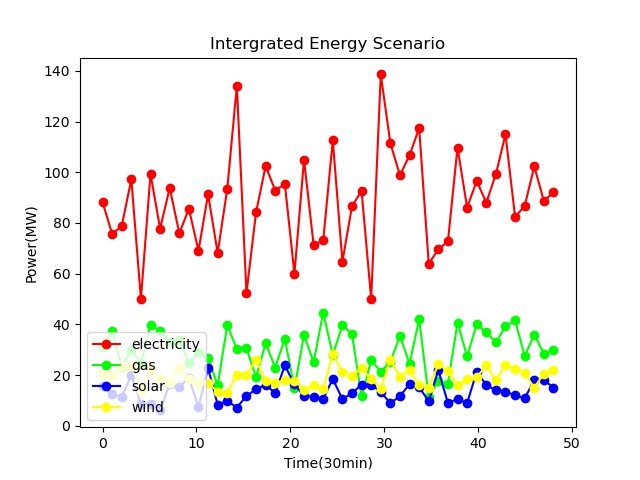 Intergrated Energy Scenario
Power(MW)
140
120
100
80
60
40
20
0
electricity
gas
solar
wind
0 10 20 30 40 50
Time(30min)